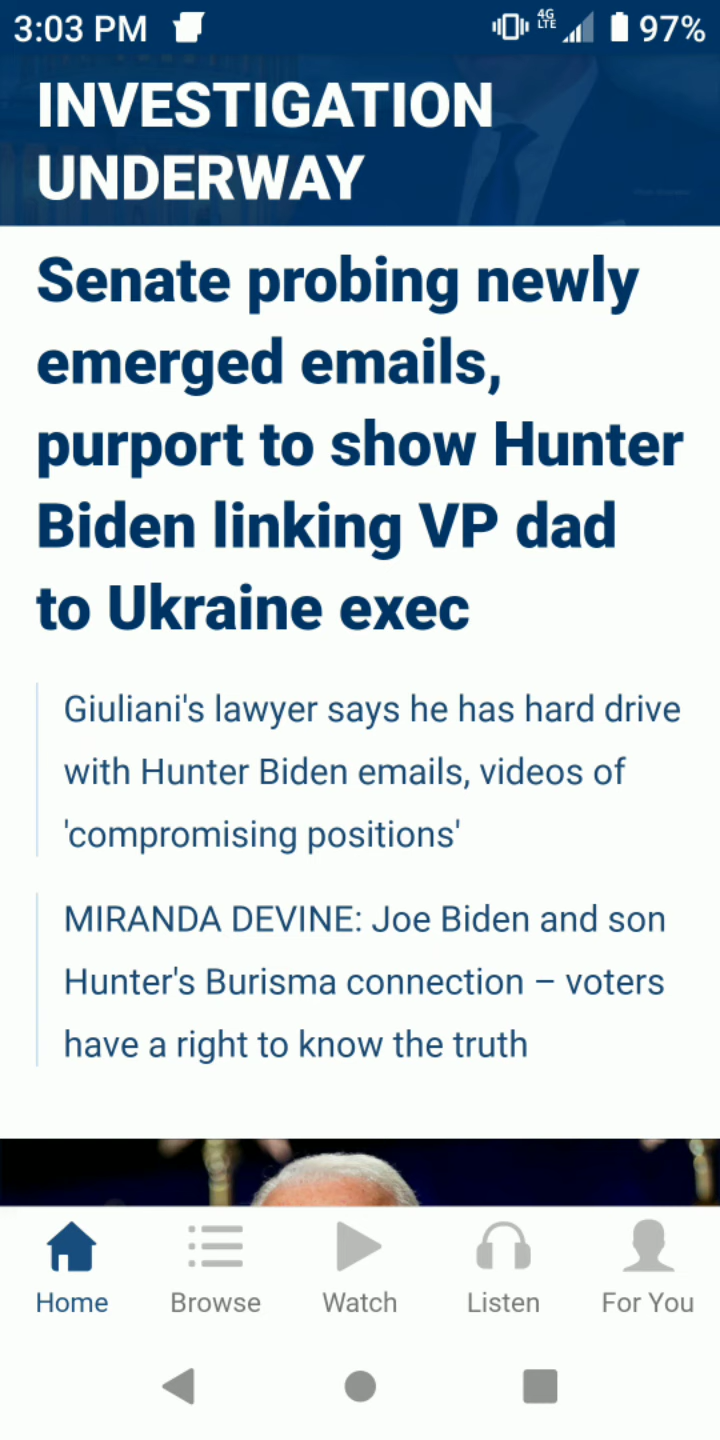 3:03 PM 4G LTE 97%
INVESTIGATION
UNDERWAY
Senate probing newly
emerged emails,
purport to show Hunter
Biden linking VP dad
to Ukraine exec
Giuliani's lawyer says he has hard drive
with Hunter Biden emails, videos of
'compromising positions'
MIRANDA DEVINE: Joe Biden and son
Hunter's Burisma connection – voters
have a right to know the truth
Home Browse Watch Listen For You